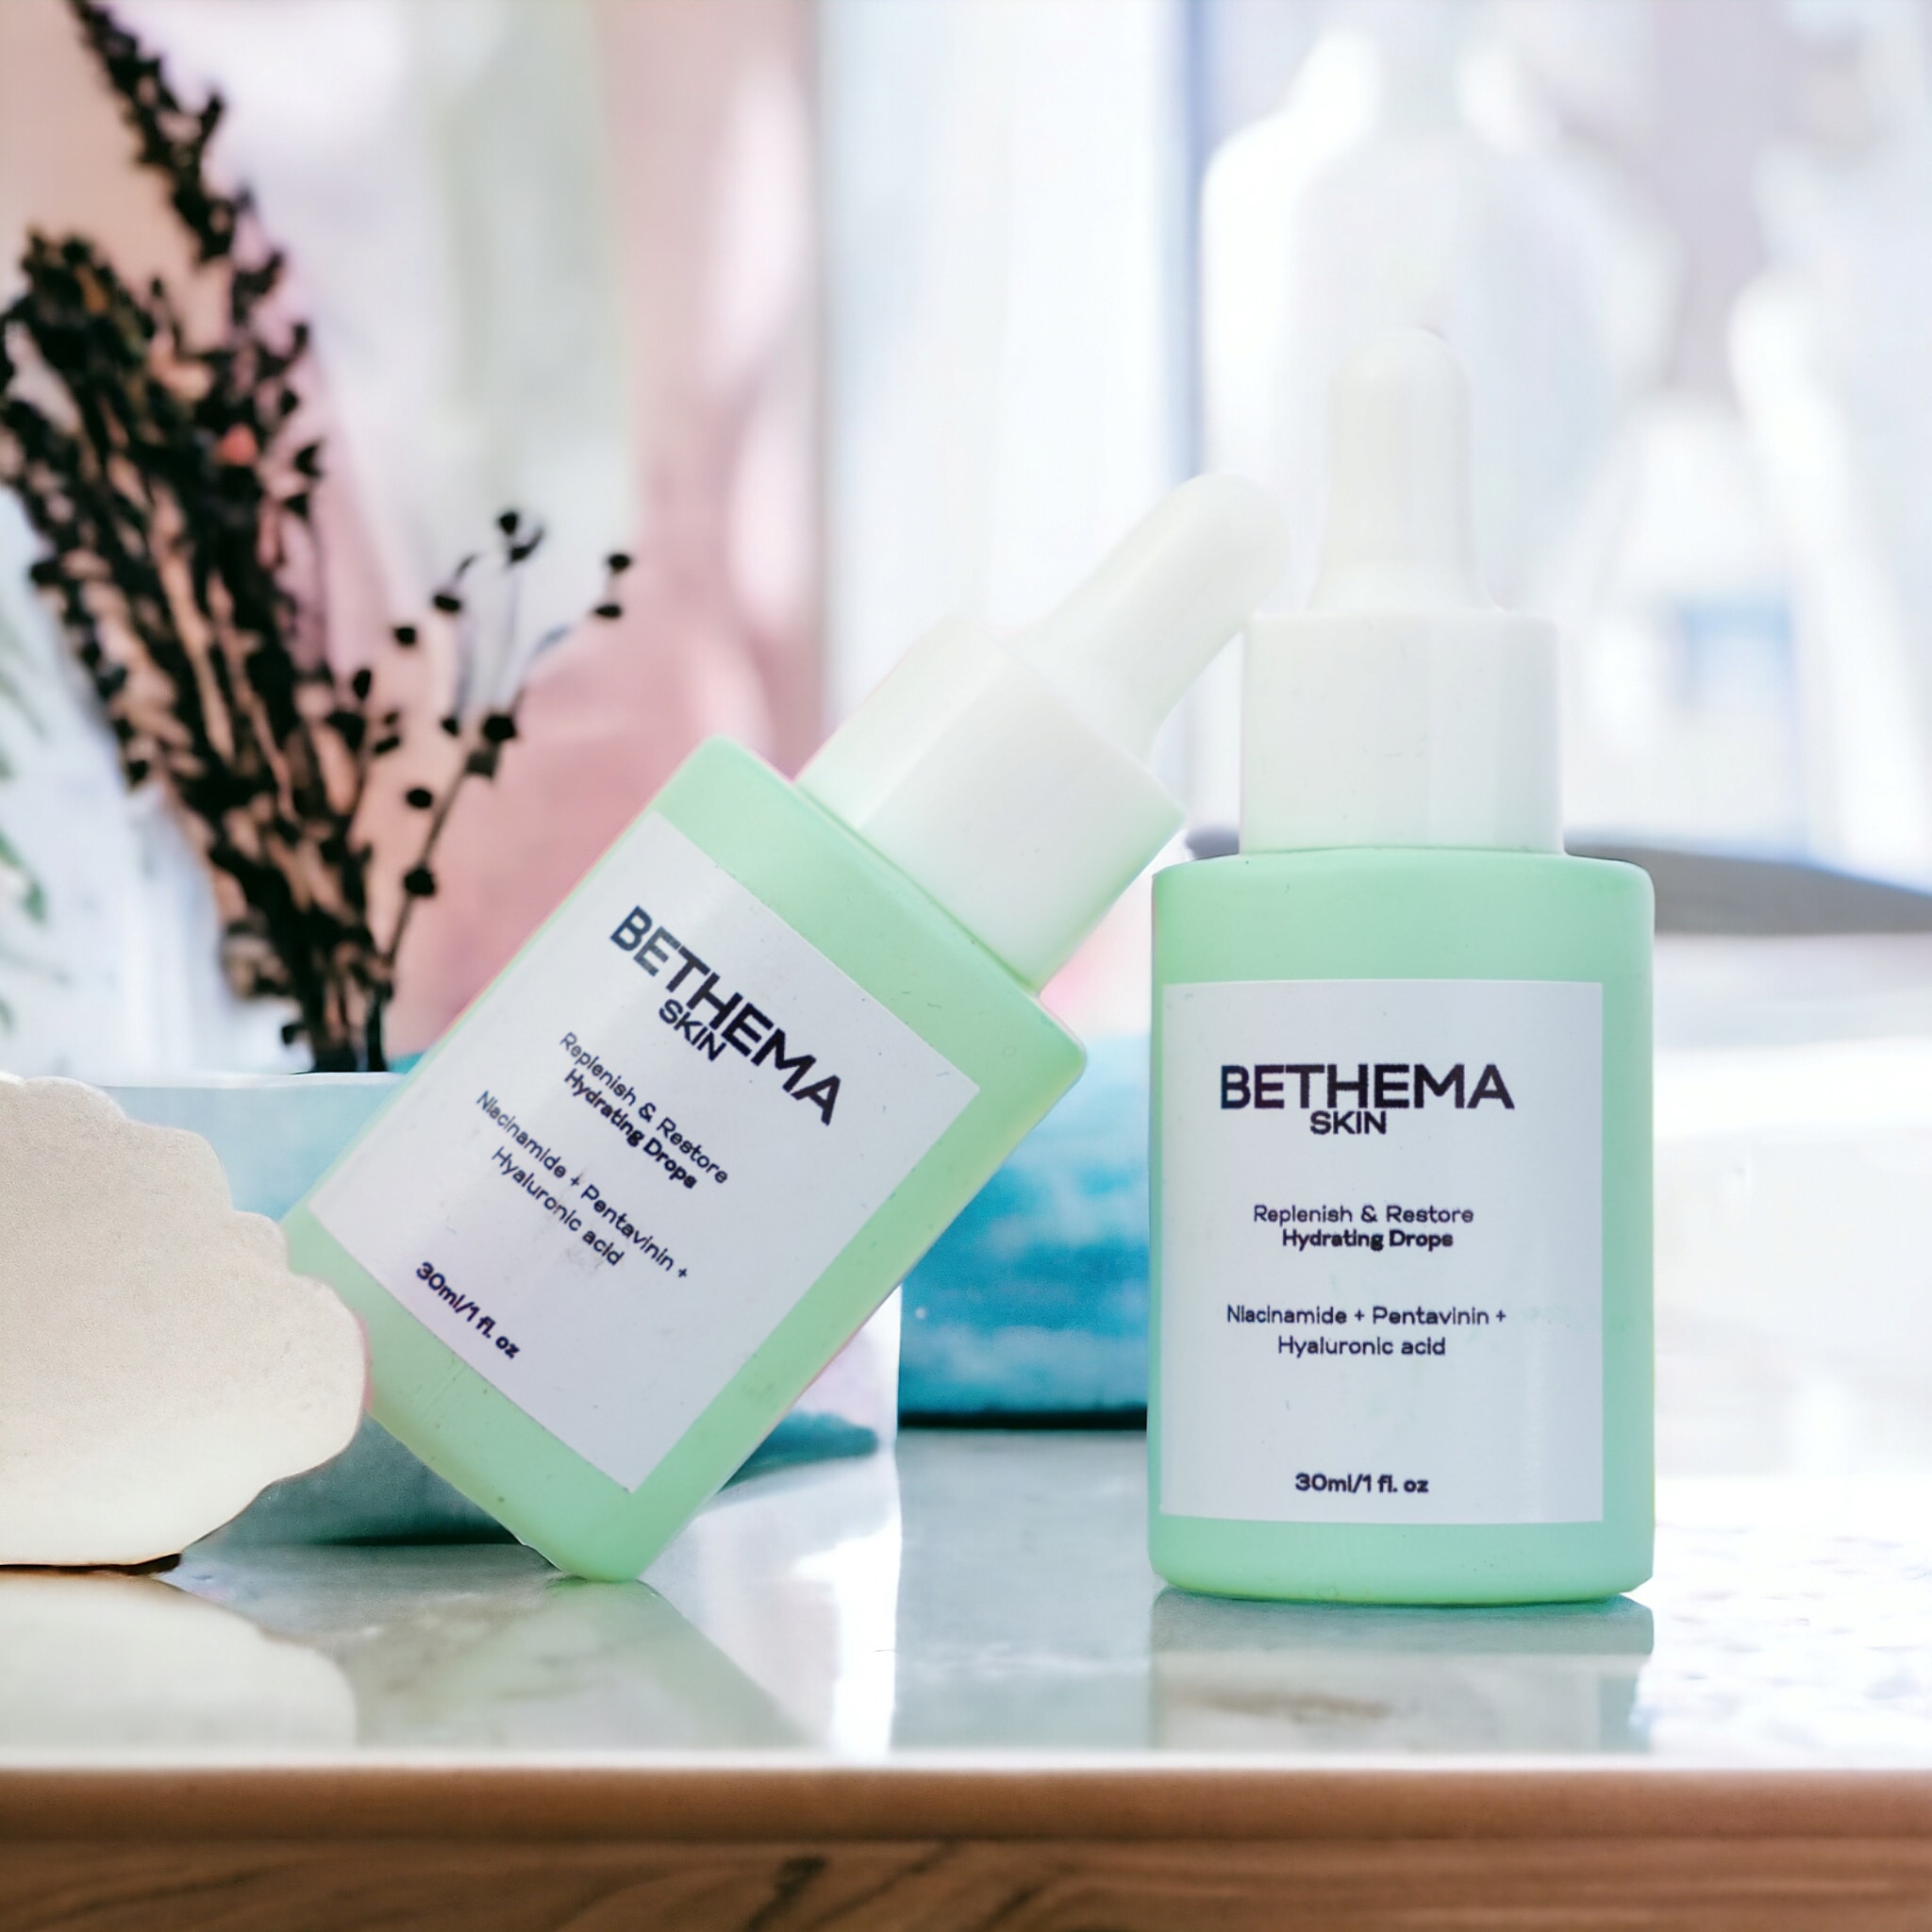 BETHEMA
SKIN
Replenish & Restore
Hydrating Drops
Niacinamide + Pentavinin +
Hyaluronic acid
30ml/1 fl. oz
BETHEMA
SKIN
Replenish & Restore
Hydrating Drops
Niacinamide + Pentavinin +
Hyaluronic acid
30ml/1 fl. oz